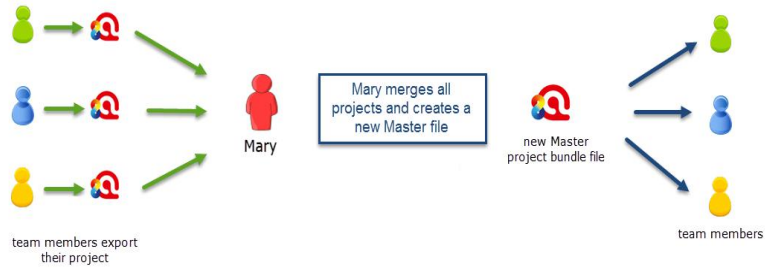 team members export
their project
Mary
Mary merges all
projects and creates a
new Master file
new Master
project bundle file
team members